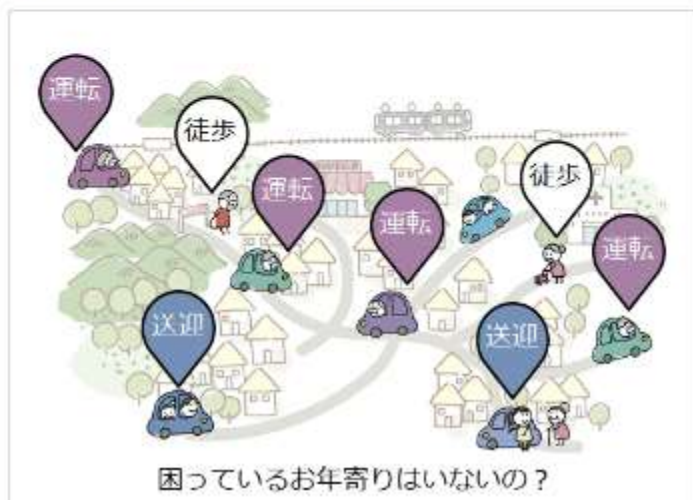 運転
徒歩
運転
運転
徒歩
運転
送迎
送迎
困っているお年寄りはいないの？